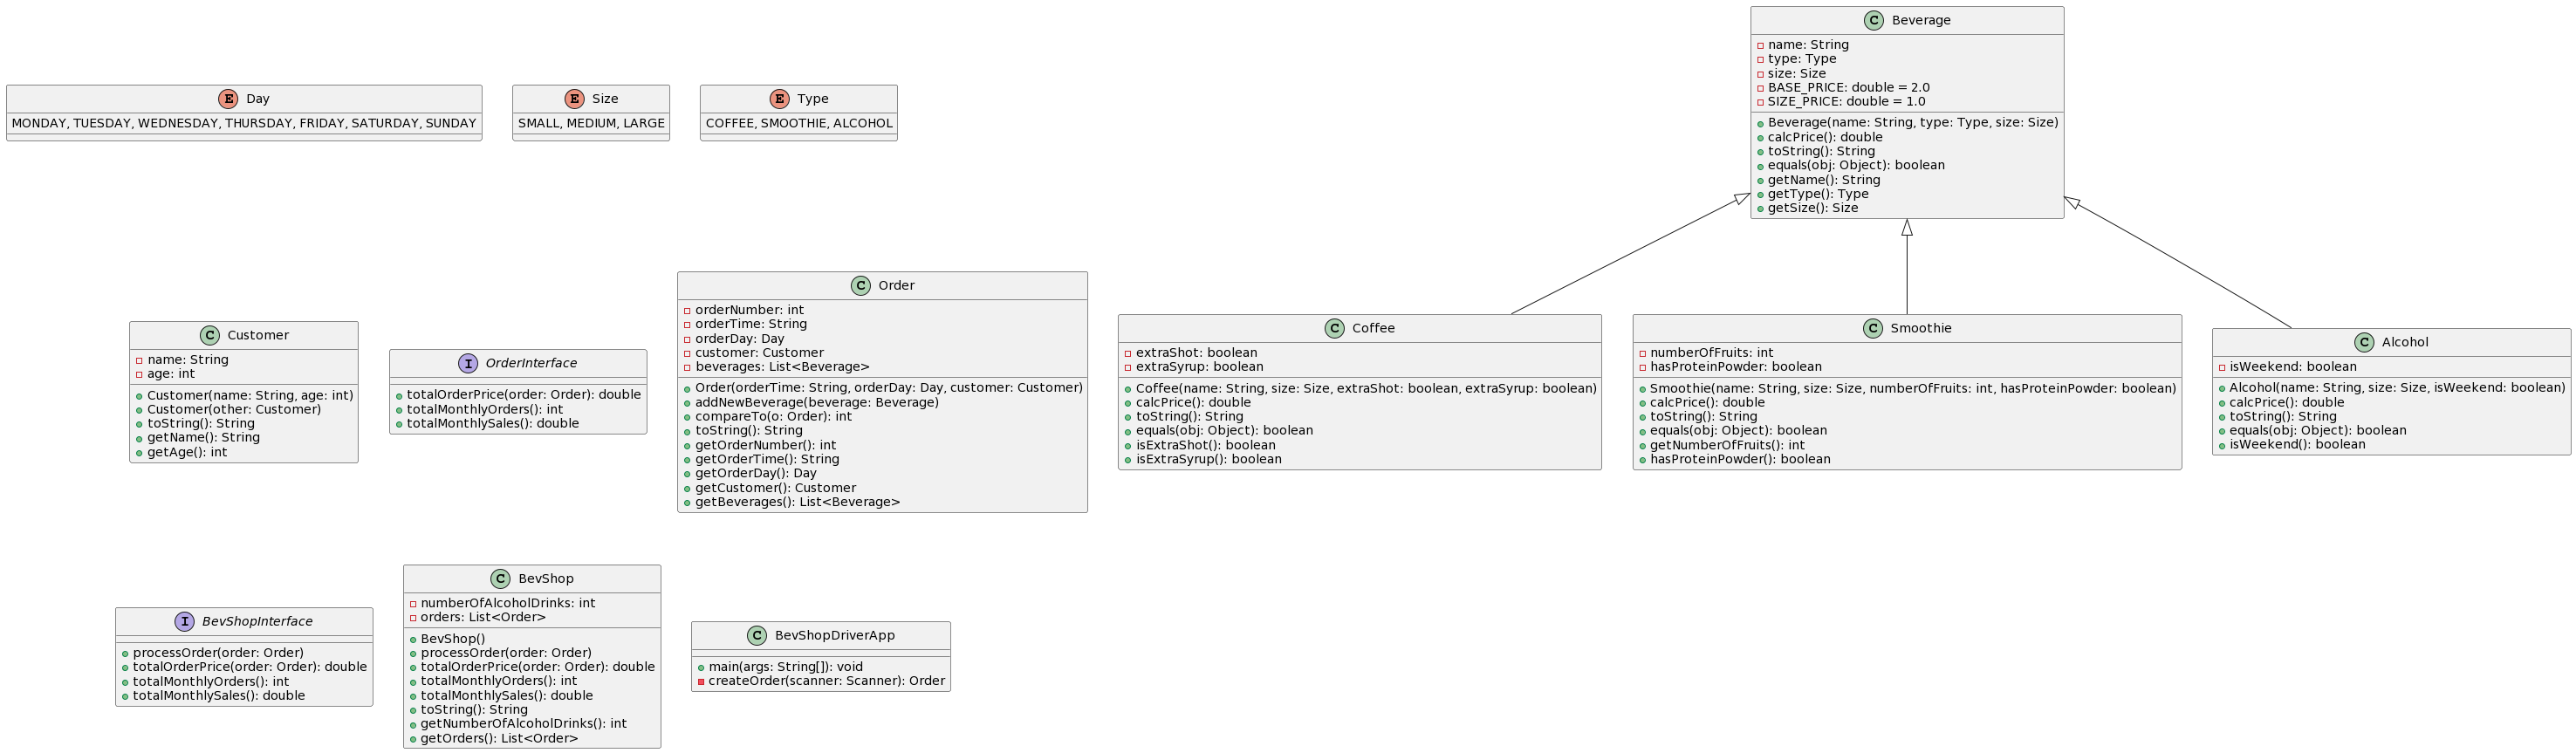 C Beverage
name: String
type: Type
size: Size
BASE_PRICE: double = 2.0
SIZE_PRICE: double = 1.0
Beverage(name: String, type: Type, size: Size)
calcPrice(): double
toString(): String
equals(obj: Object): boolean
getName(): String
getType(): Type
getSize(): Size
E Day
MONDAY, TUESDAY, WEDNESDAY, THURSDAY, FRIDAY, SATURDAY, SUNDAY
E Size
SMALL, MEDIUM, LARGE
E Type
COFFEE, SMOOTHIE, ALCOHOL
C Customer
name: String
age: int
Customer(name: String, age: int)
Customer(other: Customer)
toString(): String
getName(): String
getAge(): int
I OrderInterface
totalOrderPrice(order: Order): double
totalMonthlyOrders(): int
totalMonthlySales(): double
C Order
orderNumber: int
orderTime: String
orderDay: Day
customer: Customer
beverages: List<Beverage>
Order(orderTime: String, orderDay: Day, customer: Customer)
addNewBeverage(beverage: Beverage)
compareTo(o: Order): int
toString(): String
getOrderNumber(): int
getOrderTime(): String
getOrderDay(): Day
getCustomer(): Customer
getBeverages(): List<Beverage>
C Coffee
extraShot: boolean
extraSyrup: boolean
Coffee(name: String, size: Size, extraShot: boolean, extraSyrup: boolean)
calcPrice(): double
toString(): String
equals(obj: Object): boolean
isExtraShot(): boolean
isExtraSyrup(): boolean
C Smoothie
numberOfFruits: int
hasProteinPowder: boolean
Smoothie(name: String, size: Size, numberOfFruits: int, hasProteinPowder: boolean)
calcPrice(): double
toString(): String
equals(obj: Object): boolean
getNumberOfFruits(): int
hasProteinPowder(): boolean
C Alcohol
isWeekend: boolean
Alcohol(name: String, size: Size, isWeekend: boolean)
calcPrice(): double
toString(): String
equals(obj: Object): boolean
isWeekend(): boolean
I BevShopInterface
processOrder(order: Order)
totalOrderPrice(order: Order): double
totalMonthlyOrders(): int
totalMonthlySales(): double
C BevShop
numberOfAlcoholDrinks: int
orders: List<Order>
BevShop()
processOrder(order: Order)
totalOrderPrice(order: Order): double
totalMonthlyOrders(): int
totalMonthlySales(): double
toString(): String
getNumberOfAlcoholDrinks(): int
getOrders(): List<Order>
C BevShopDriverApp
main(args: String[]): void
createOrder(scanner: Scanner): Order